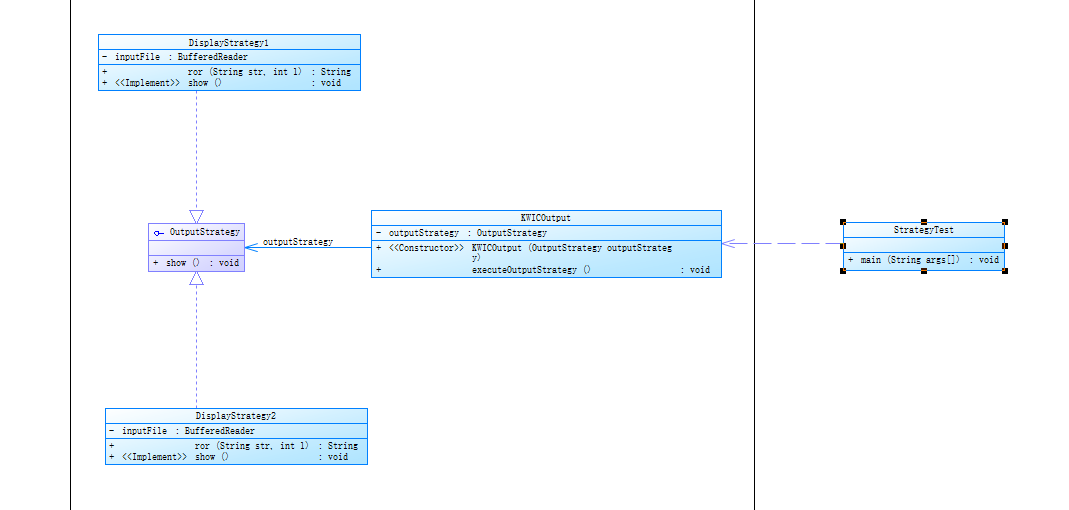 DisplayStrategy1
- inputFile : BufferedReader
+ ror (String str, int l) : String
+ <<Implement>> show () : void
OutputStrategy
+ show () : void
outputStrategy
KWICOutput
- outputStrategy : OutputStrategy
+ <<Constructor>> KWICOutput (OutputStrategy outputStrateg
y)
+ executeOutputStrategy () : void
StrategyTest
+ main (String args[]) : void
DisplayStrategy2
- inputFile : BufferedReader
+ ror (String str, int l) : String
+ <<Implement>> show () : void